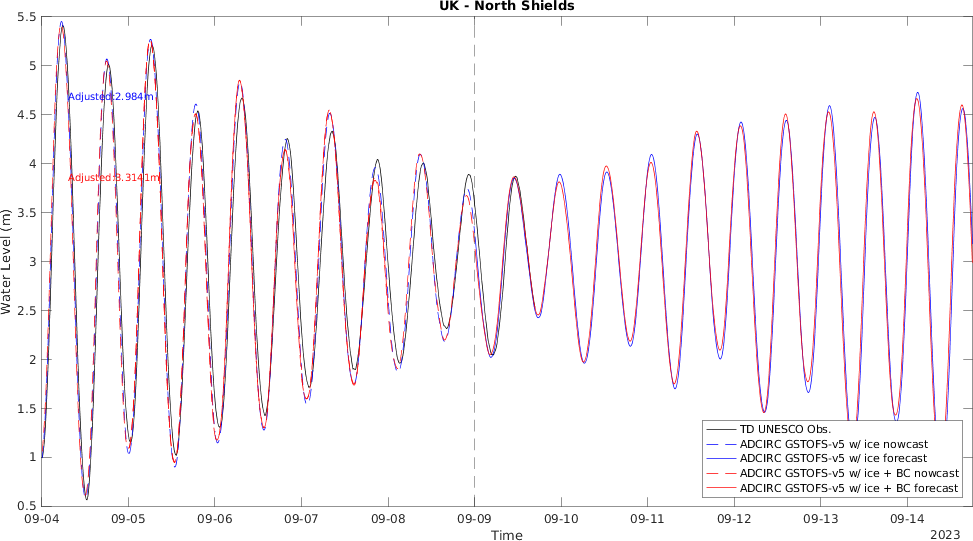 UK - North Shields
5.5
5
4.5
4
3.5
3
2.5
2
1.5
1
0.5
Water Level (m)
Adjusted:2.984m
Adjusted:3.3141m
TD UNESCO Obs.
ADCIRC GSTOFS-v5 w/ ice nowcast
ADCIRC GSTOFS-v5 w/ ice forecast
ADCIRC GSTOFS-v5 w/ ice + BC nowcast
ADCIRC GSTOFS-v5 w/ ice + BC forecast
09-04 09-05 09-06 09-07 09-08 09-09 09-10 09-11 09-12 09-13 09-14
Time
2023